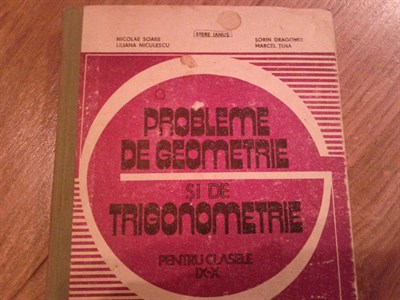 STERE IANUȘ
NICOLAE SOARE SORIN DRAGOMIR
LILIANA NICULESCU MARCEL ȚENA
PROBLEME
DE GEOMETRIE
ȘI DE
TRIGONOMETRIE
PENTRU CLASELE
IX-X